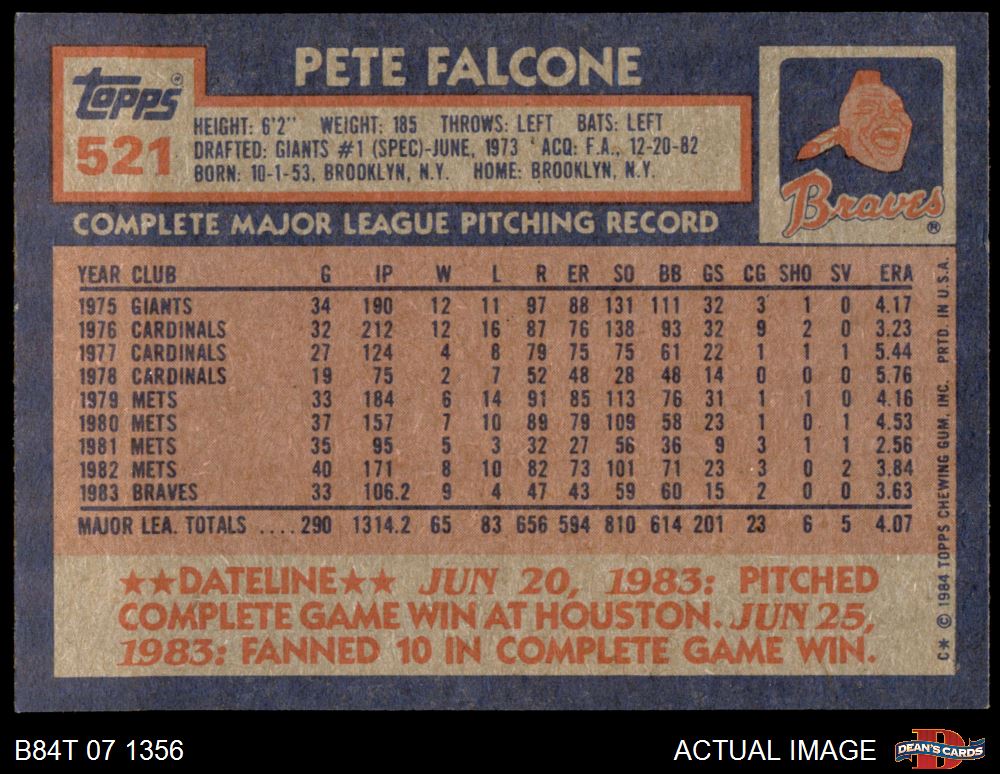 PETE FALCONE
topps®
521
HEIGHT: 6'2" WEIGHT: 185 THROWS: LEFT BATS: LEFT
DRAFTED: GIANTS #1 (SPEC)-JUNE, 1973 ' ACQ: F.A., 12-20-82
BORN: 10-1-53, BROOKLYN, N.Y. HOME: BROOKLYN, N.Y.
Braves®
COMPLETE MAJOR LEAGUE PITCHING RECORD
YEAR CLUB G IP W L R ER SO BB GS CG SHO SV ERA
1975 GIANTS 34 190 12 11 97 88 131 111 32 3 1 0 4.17
1976 CARDINALS 32 212 12 16 87 76 138 93 32 9 2 0 3.23
1977 CARDINALS 27 124 4 8 79 75 75 61 22 1 1 1 5.44
1978 CARDINALS 19 75 2 7 52 48 28 48 14 0 0 0 5.76
1979 METS 33 184 6 14 91 85 113 76 31 1 1 0 4.16
1980 METS 37 157 7 10 89 79 109 58 23 1 0 1 4.53
1981 METS 35 95 5 3 32 27 56 36 9 3 1 1 2.56
1982 METS 40 171 8 10 82 73 101 71 23 3 0 2 3.84
1983 BRAVES 33 106.2 9 4 47 43 59 60 15 2 0 0 3.63
MAJOR LEA. TOTALS ....290 1314.2 65 83 656 594 810 614 201 23 6 5 4.07
★★DATELINE★★ JUN 20, 1983: PITCHED
COMPLETE GAME WIN AT HOUSTON. JUN 25,
1983: FANNED 10 IN COMPLETE GAME WIN.
C* © 1984 TOPPS CHEWING GUM, INC. PRTD. IN U.S.A.
B84T 07 1356
ACTUAL IMAGE
D
DEAN'S CARDS